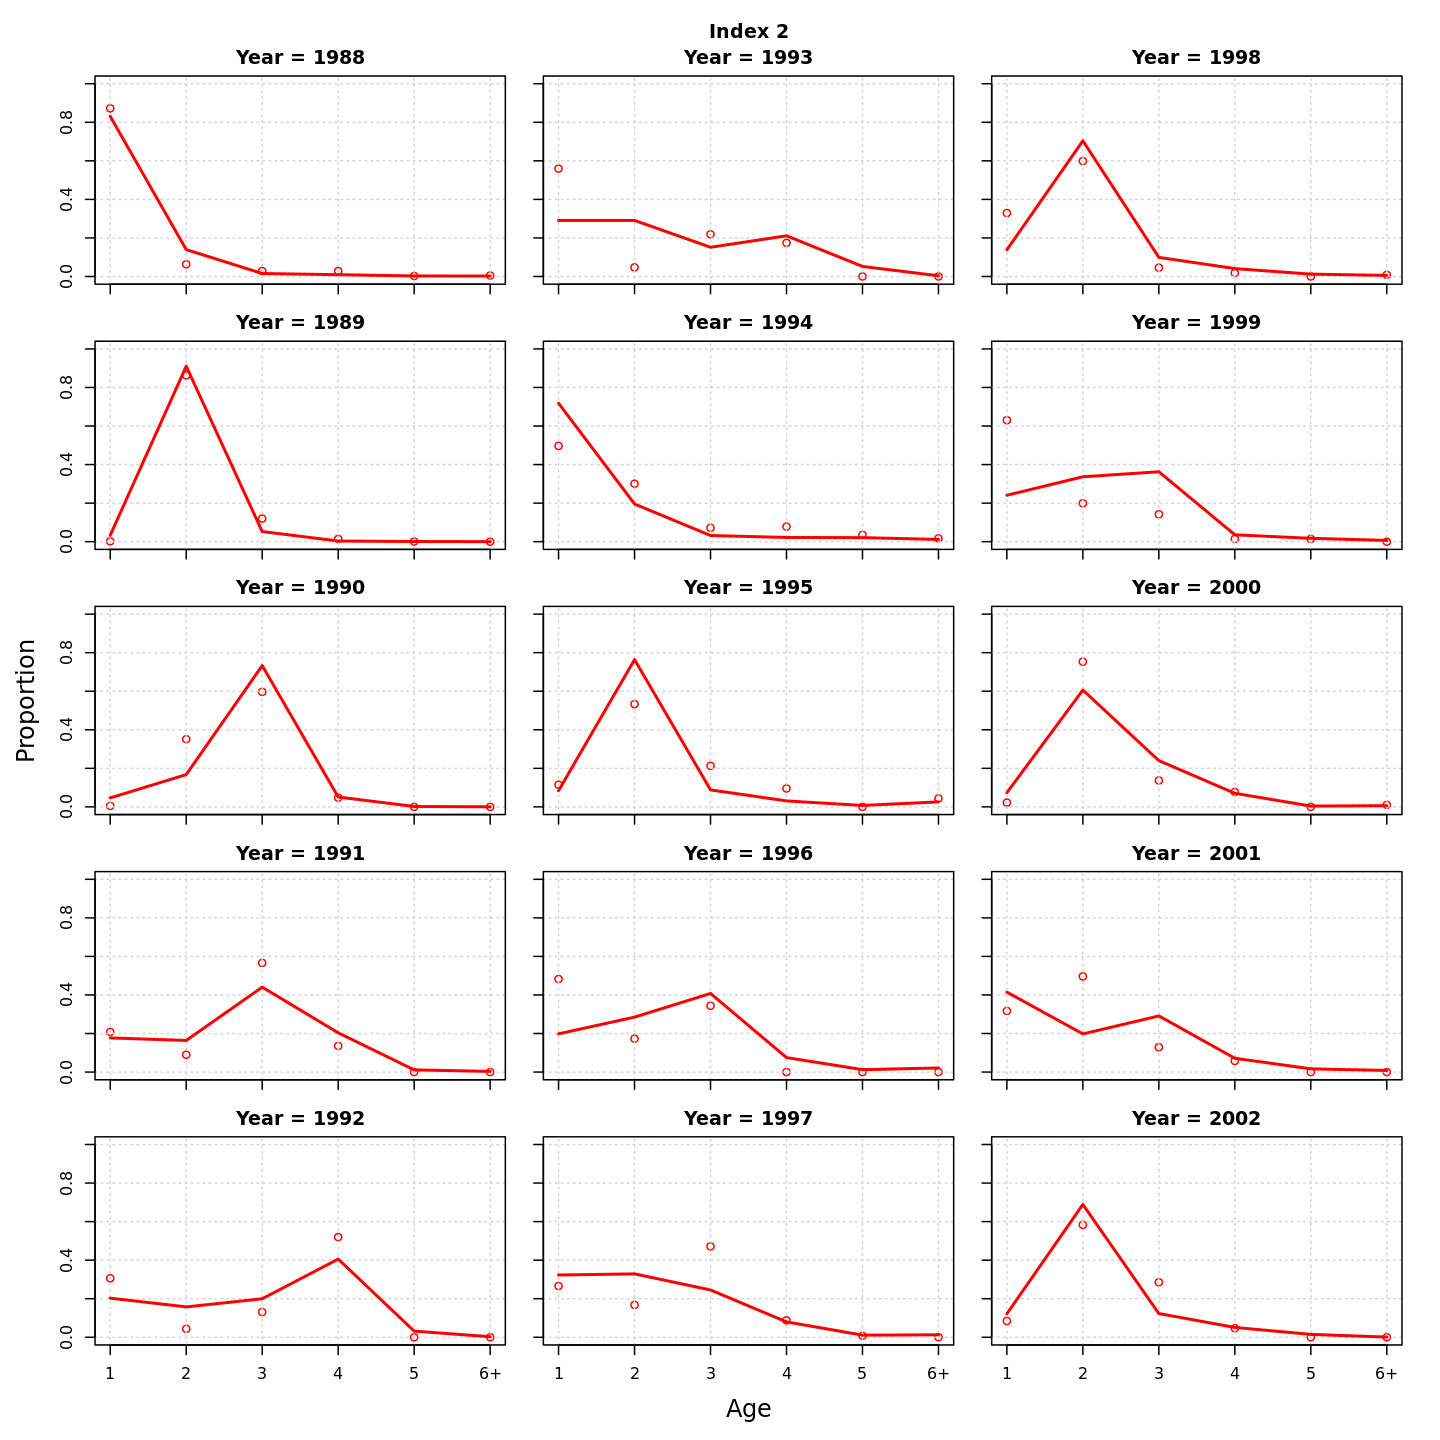 Index 2
Year = 1988 Year = 1993 Year = 1998
0.8
0.4
0.0
Year = 1989 Year = 1994 Year = 1999
0.8
0.4
0.0
Year = 1990 Year = 1995 Year = 2000
0.8
0.4
0.0
Proportion
Year = 1991 Year = 1996 Year = 2001
0.8
0.4
0.0
Year = 1992 Year = 1997 Year = 2002
0.8
0.4
0.0
1 2 3 4 5 6+ 1 2 3 4 5 6+ 1 2 3 4 5 6+
Age